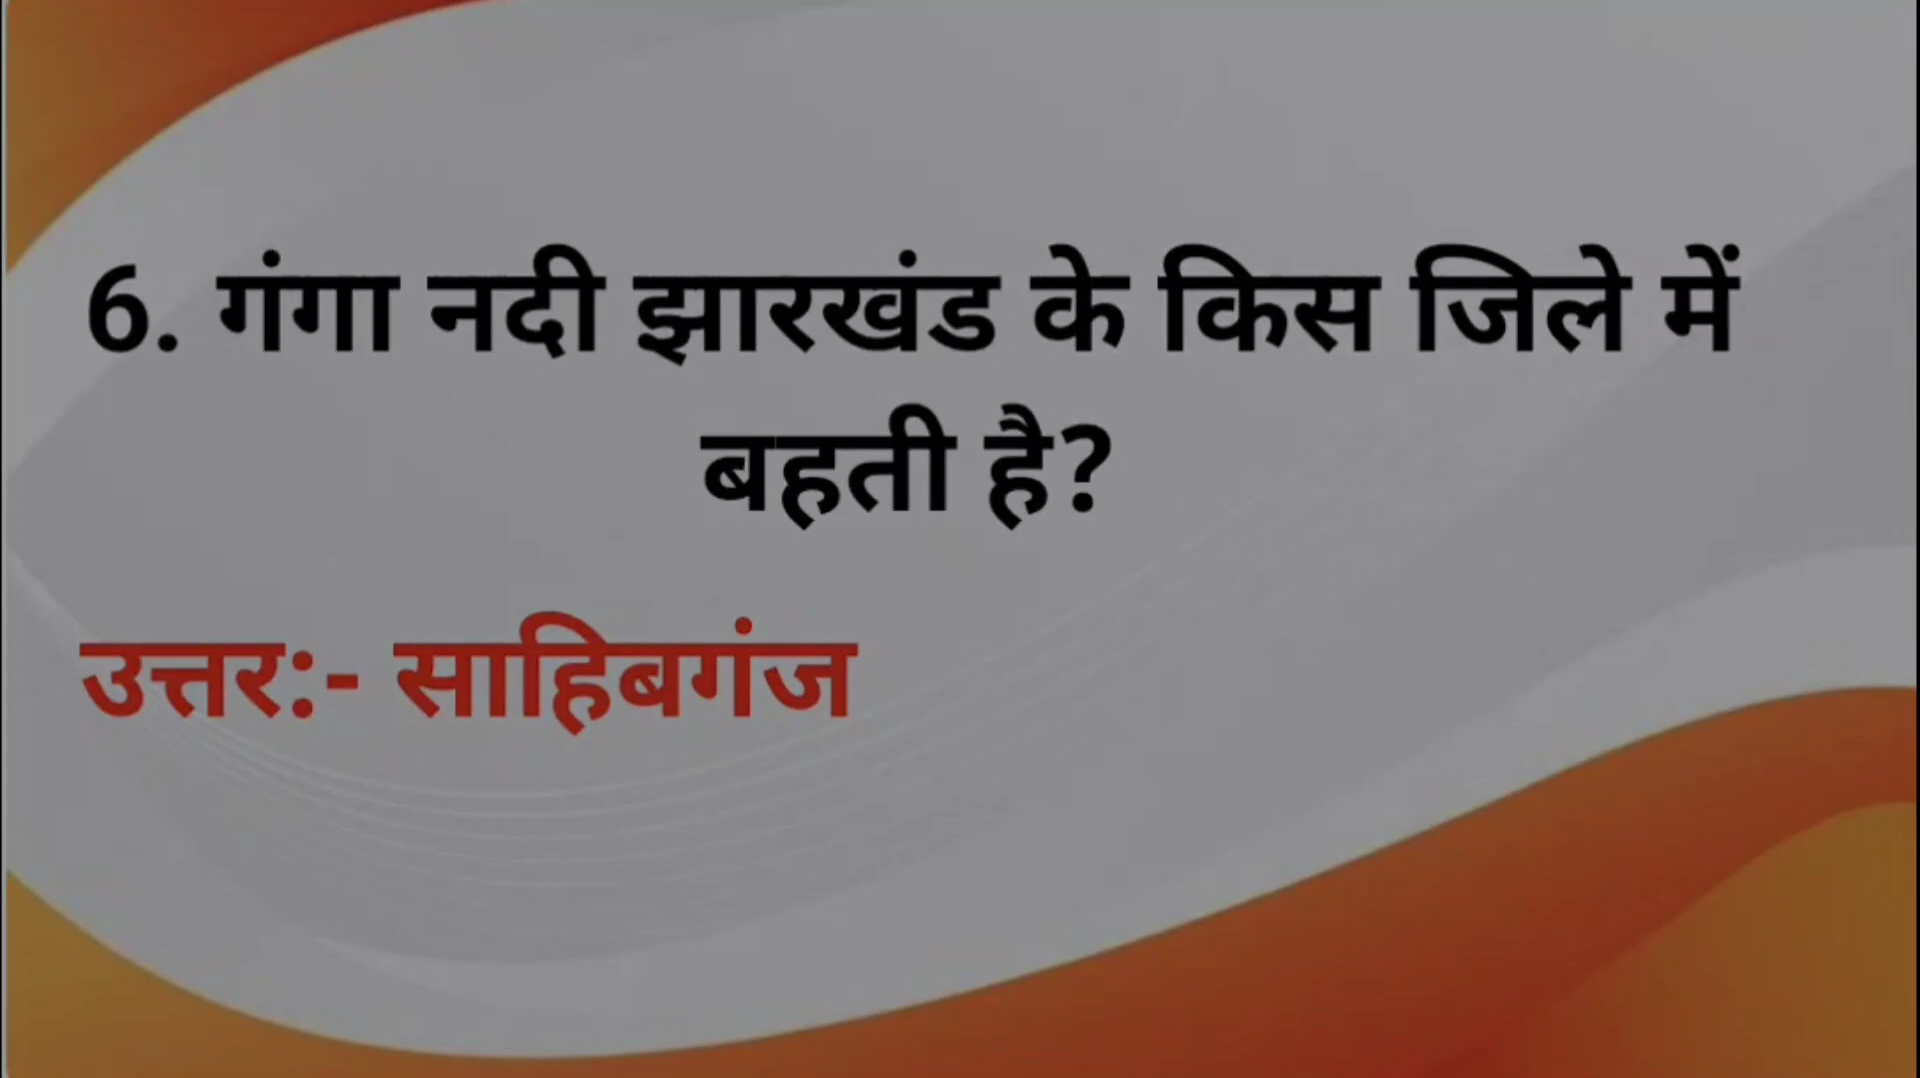 6. गंगा नदी झारखंड के किस जिले में
बहती है?
उत्तर:- साहिबगंज